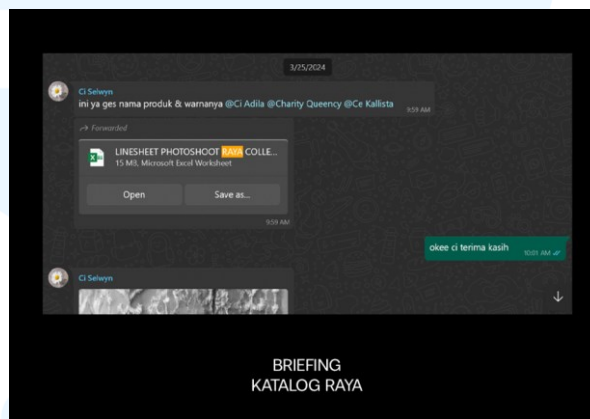 3/25/2024
Ci Selwyn
ini ya ges nama produk & warnanya @Ci Adila @Charity Queency @Ce Kallista 9:59 AM
Forwarded
LINESHEET PHOTOSHOOT RAYA COLLE...
15 MB, Microsoft Excel Worksheet
Open Save as...
9:59 AM
okee ci terima kasih 10:01 AM
Ci Selwyn
BRIEFING
KATALOG RAYA